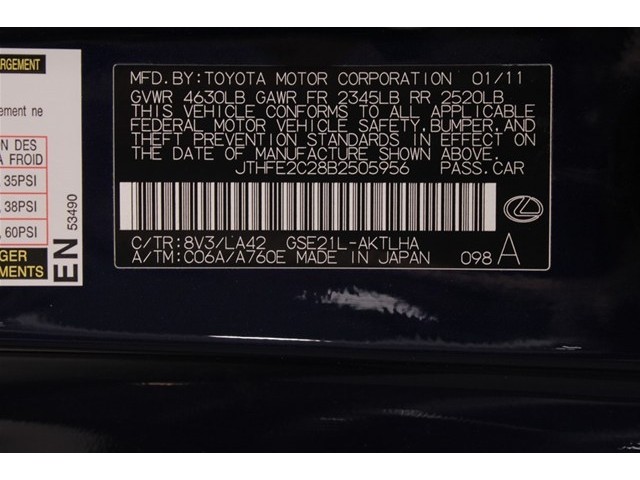 ARGEMENT
ement ne
ON DES
À FROID
35PSI
, 38PSI
, 60PSI
GER
EMENTS
53490
EN
MFD. BY: TOYOTA MOTOR CORPORATION 01/11
GVWR 4630LB GAWR FR 2345LB RR 2520LB
THIS VEHICLE CONFORMS TO ALL APPLICABLE
FEDERAL MOTOR VEHICLE SAFETY, BUMPER, AND
THEFT PREVENTION STANDARDS IN EFFECT ON
THE DATE OF MANUFACTURE SHOWN ABOVE.
JTHFE2C28B2505956 PASS. CAR
C/TR: 8V3/LA42 GSE21L-AKTLHA
A/TM: C06A/A760E MADE IN JAPAN 098 A